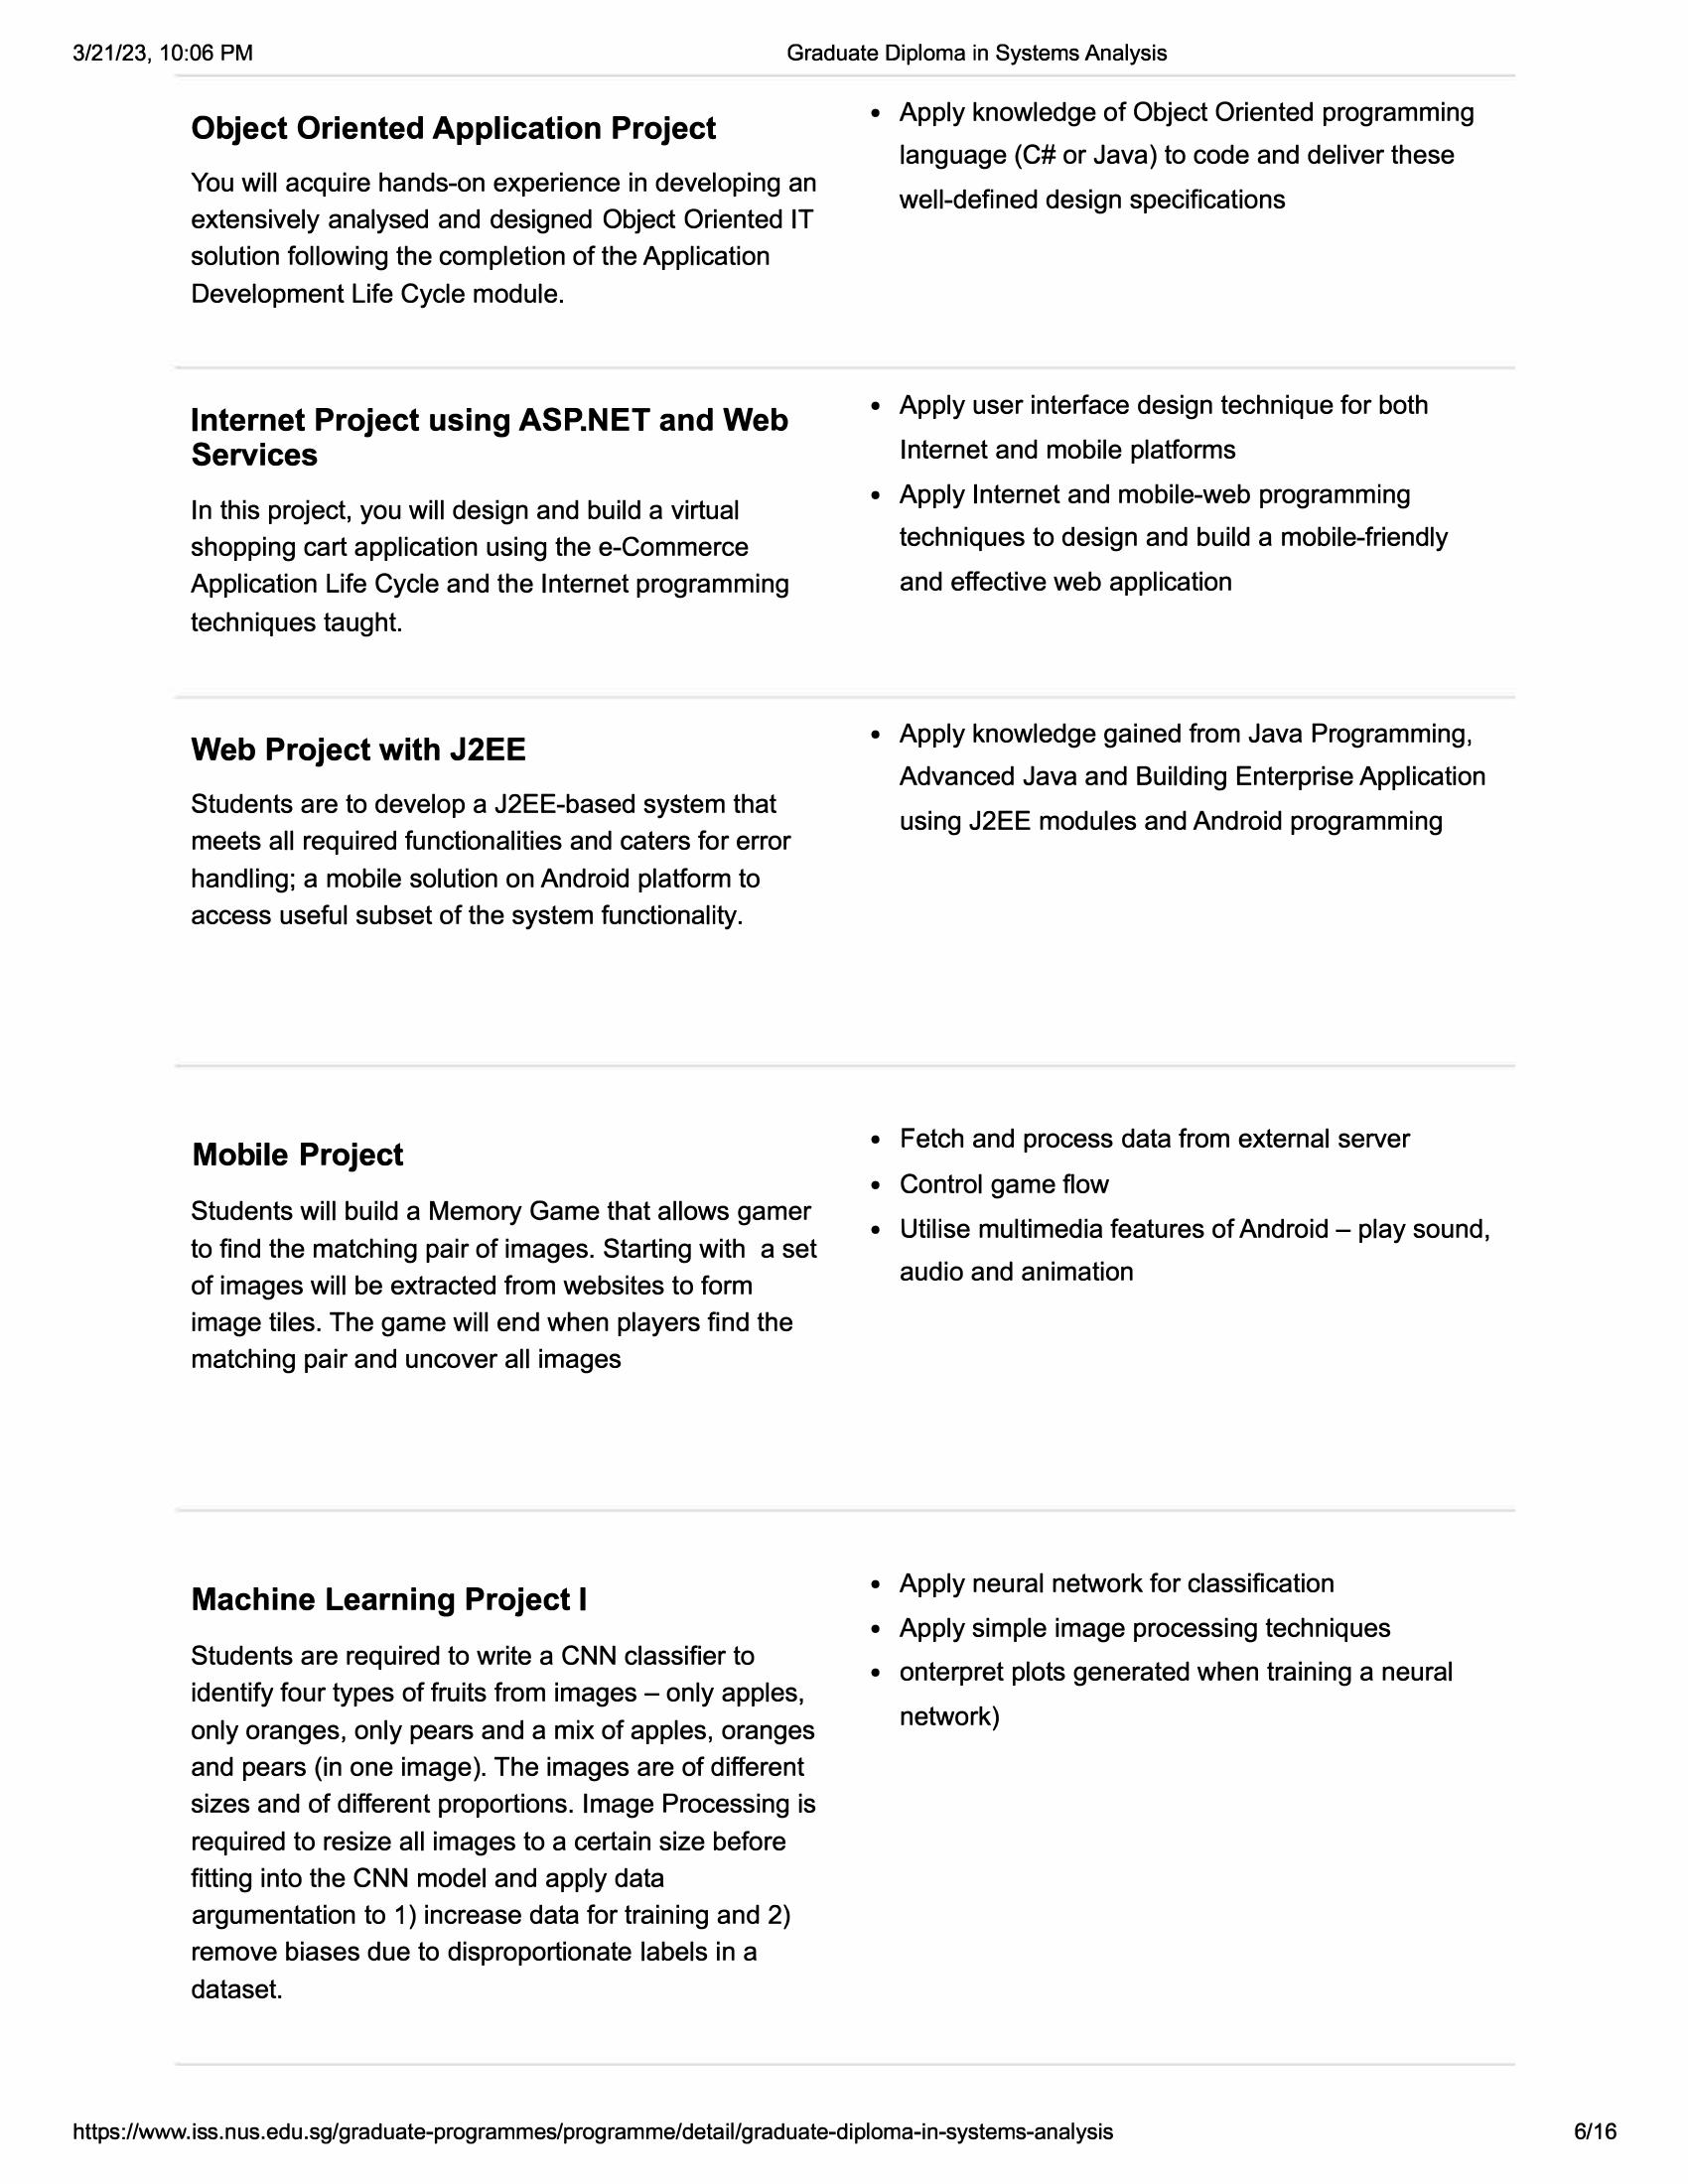 3/21/23, 10:06 PM
Graduate Diploma in Systems Analysis
Object Oriented Application Project
You will acquire hands-on experience in developing an
extensively analysed and designed Object Oriented IT
solution following the completion of the Application
Development Life Cycle module.
• Apply knowledge of Object Oriented programming
language (C# or Java) to code and deliver these
well-defined design specifications
Internet Project using ASP.NET and Web
Services
In this project, you will design and build a virtual
shopping cart application using the e-Commerce
Application Life Cycle and the Internet programming
techniques taught.
• Apply user interface design technique for both
Internet and mobile platforms
• Apply Internet and mobile-web programming
techniques to design and build a mobile-friendly
and effective web application
Web Project with J2EE
Students are to develop a J2EE-based system that
meets all required functionalities and caters for error
handling; a mobile solution on Android platform to
access useful subset of the system functionality.
• Apply knowledge gained from Java Programming,
Advanced Java and Building Enterprise Application
using J2EE modules and Android programming
Mobile Project
Students will build a Memory Game that allows gamer
to find the matching pair of images. Starting with  a set
of images will be extracted from websites to form
image tiles. The game will end when players find the
matching pair and uncover all images
• Fetch and process data from external server
• Control game flow
• Utilise multimedia features of Android – play sound,
audio and animation
Machine Learning Project I
Students are required to write a CNN classifier to
identify four types of fruits from images – only apples,
only oranges, only pears and a mix of apples, oranges
and pears (in one image). The images are of different
sizes and of different proportions. Image Processing is
required to resize all images to a certain size before
fitting into the CNN model and apply data
argumentation to 1) increase data for training and 2)
remove biases due to disproportionate labels in a
dataset.
• Apply neural network for classification
• Apply simple image processing techniques
• onterpret plots generated when training a neural
network)
https://www.iss.nus.edu.sg/graduate-programmes/programme/detail/graduate-diploma-in-systems-analysis
6/16